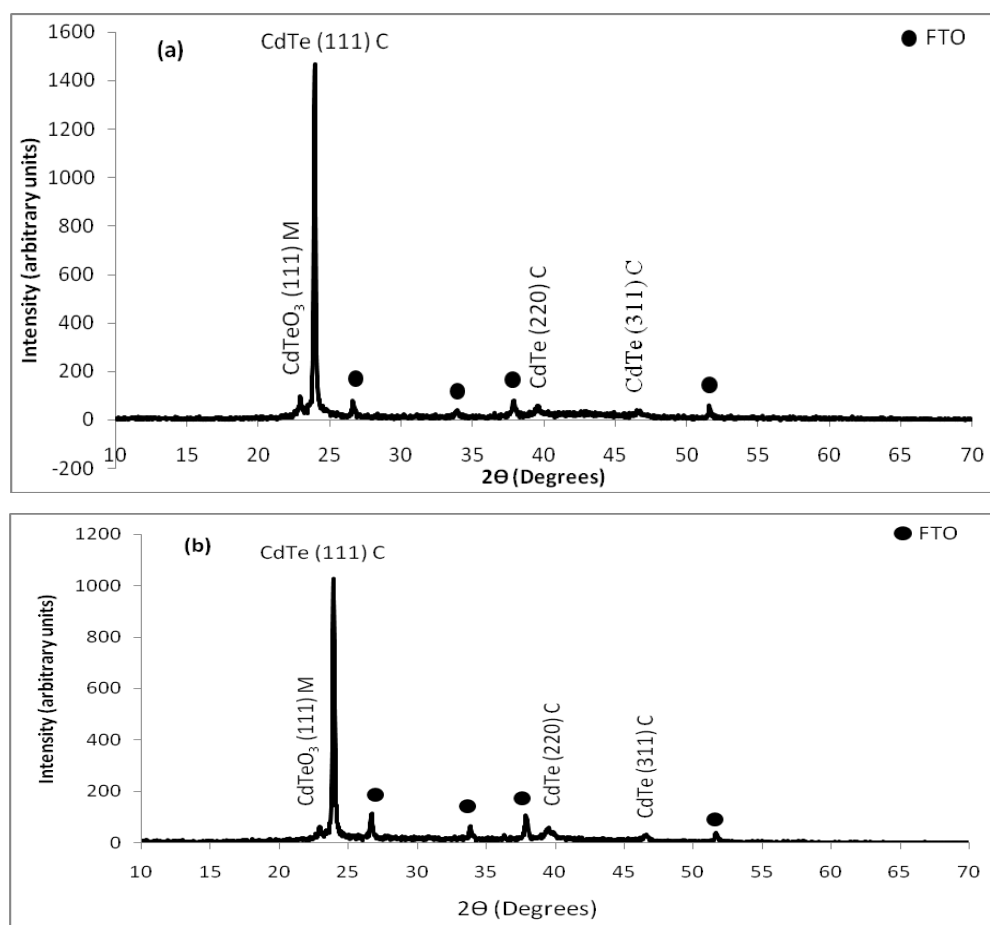 1600
1400
1200
1000
800
600
400
200
0
-200
Intensity (arbitrary units)
(a)
CdTe (111) C
FTO
CdTeO₃ (111) M
CdTe (220) C
CdTe (311) C
10 15 20 25 30 35 40 45 50 55 60 65 70
2Θ (Degrees)
1200
1000
800
600
400
200
0
Intensity (arbitrary units)
(b)
CdTe (111) C
FTO
CdTeO₃ (111) M
CdTe (220) C
CdTe (311) C
10 15 20 25 30 35 40 45 50 55 60 65 70
2Θ (Degrees)